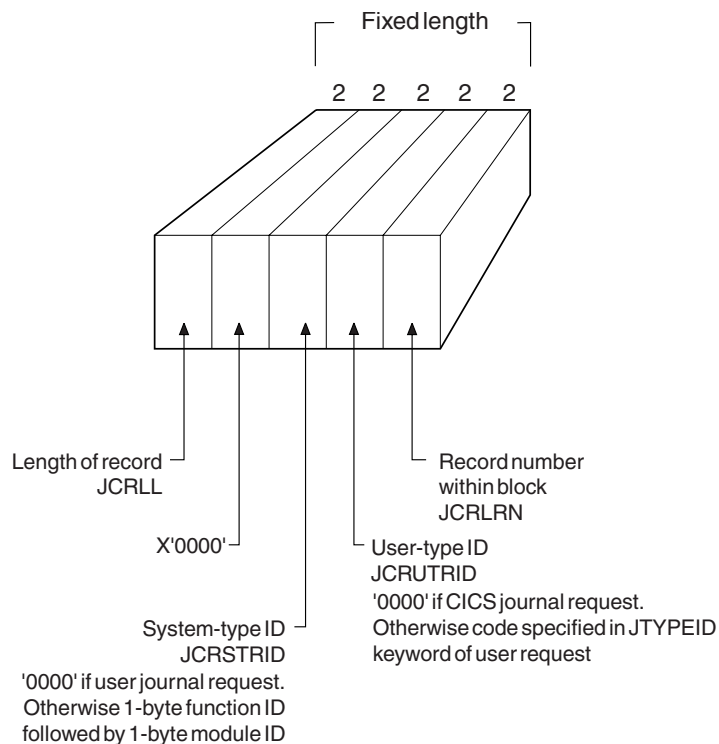 Fixed length
2 2 2 2 2
Length of record
JCRLL
X'0000'
System-type ID
JCRSTRID
'0000' if user journal request.
Otherwise 1-byte function ID
followed by 1-byte module ID
User-type ID
JCRUTRID
'0000' if CICS journal request.
Otherwise code specified in JTYPEID
keyword of user request
Record number
within block
JCRLRN